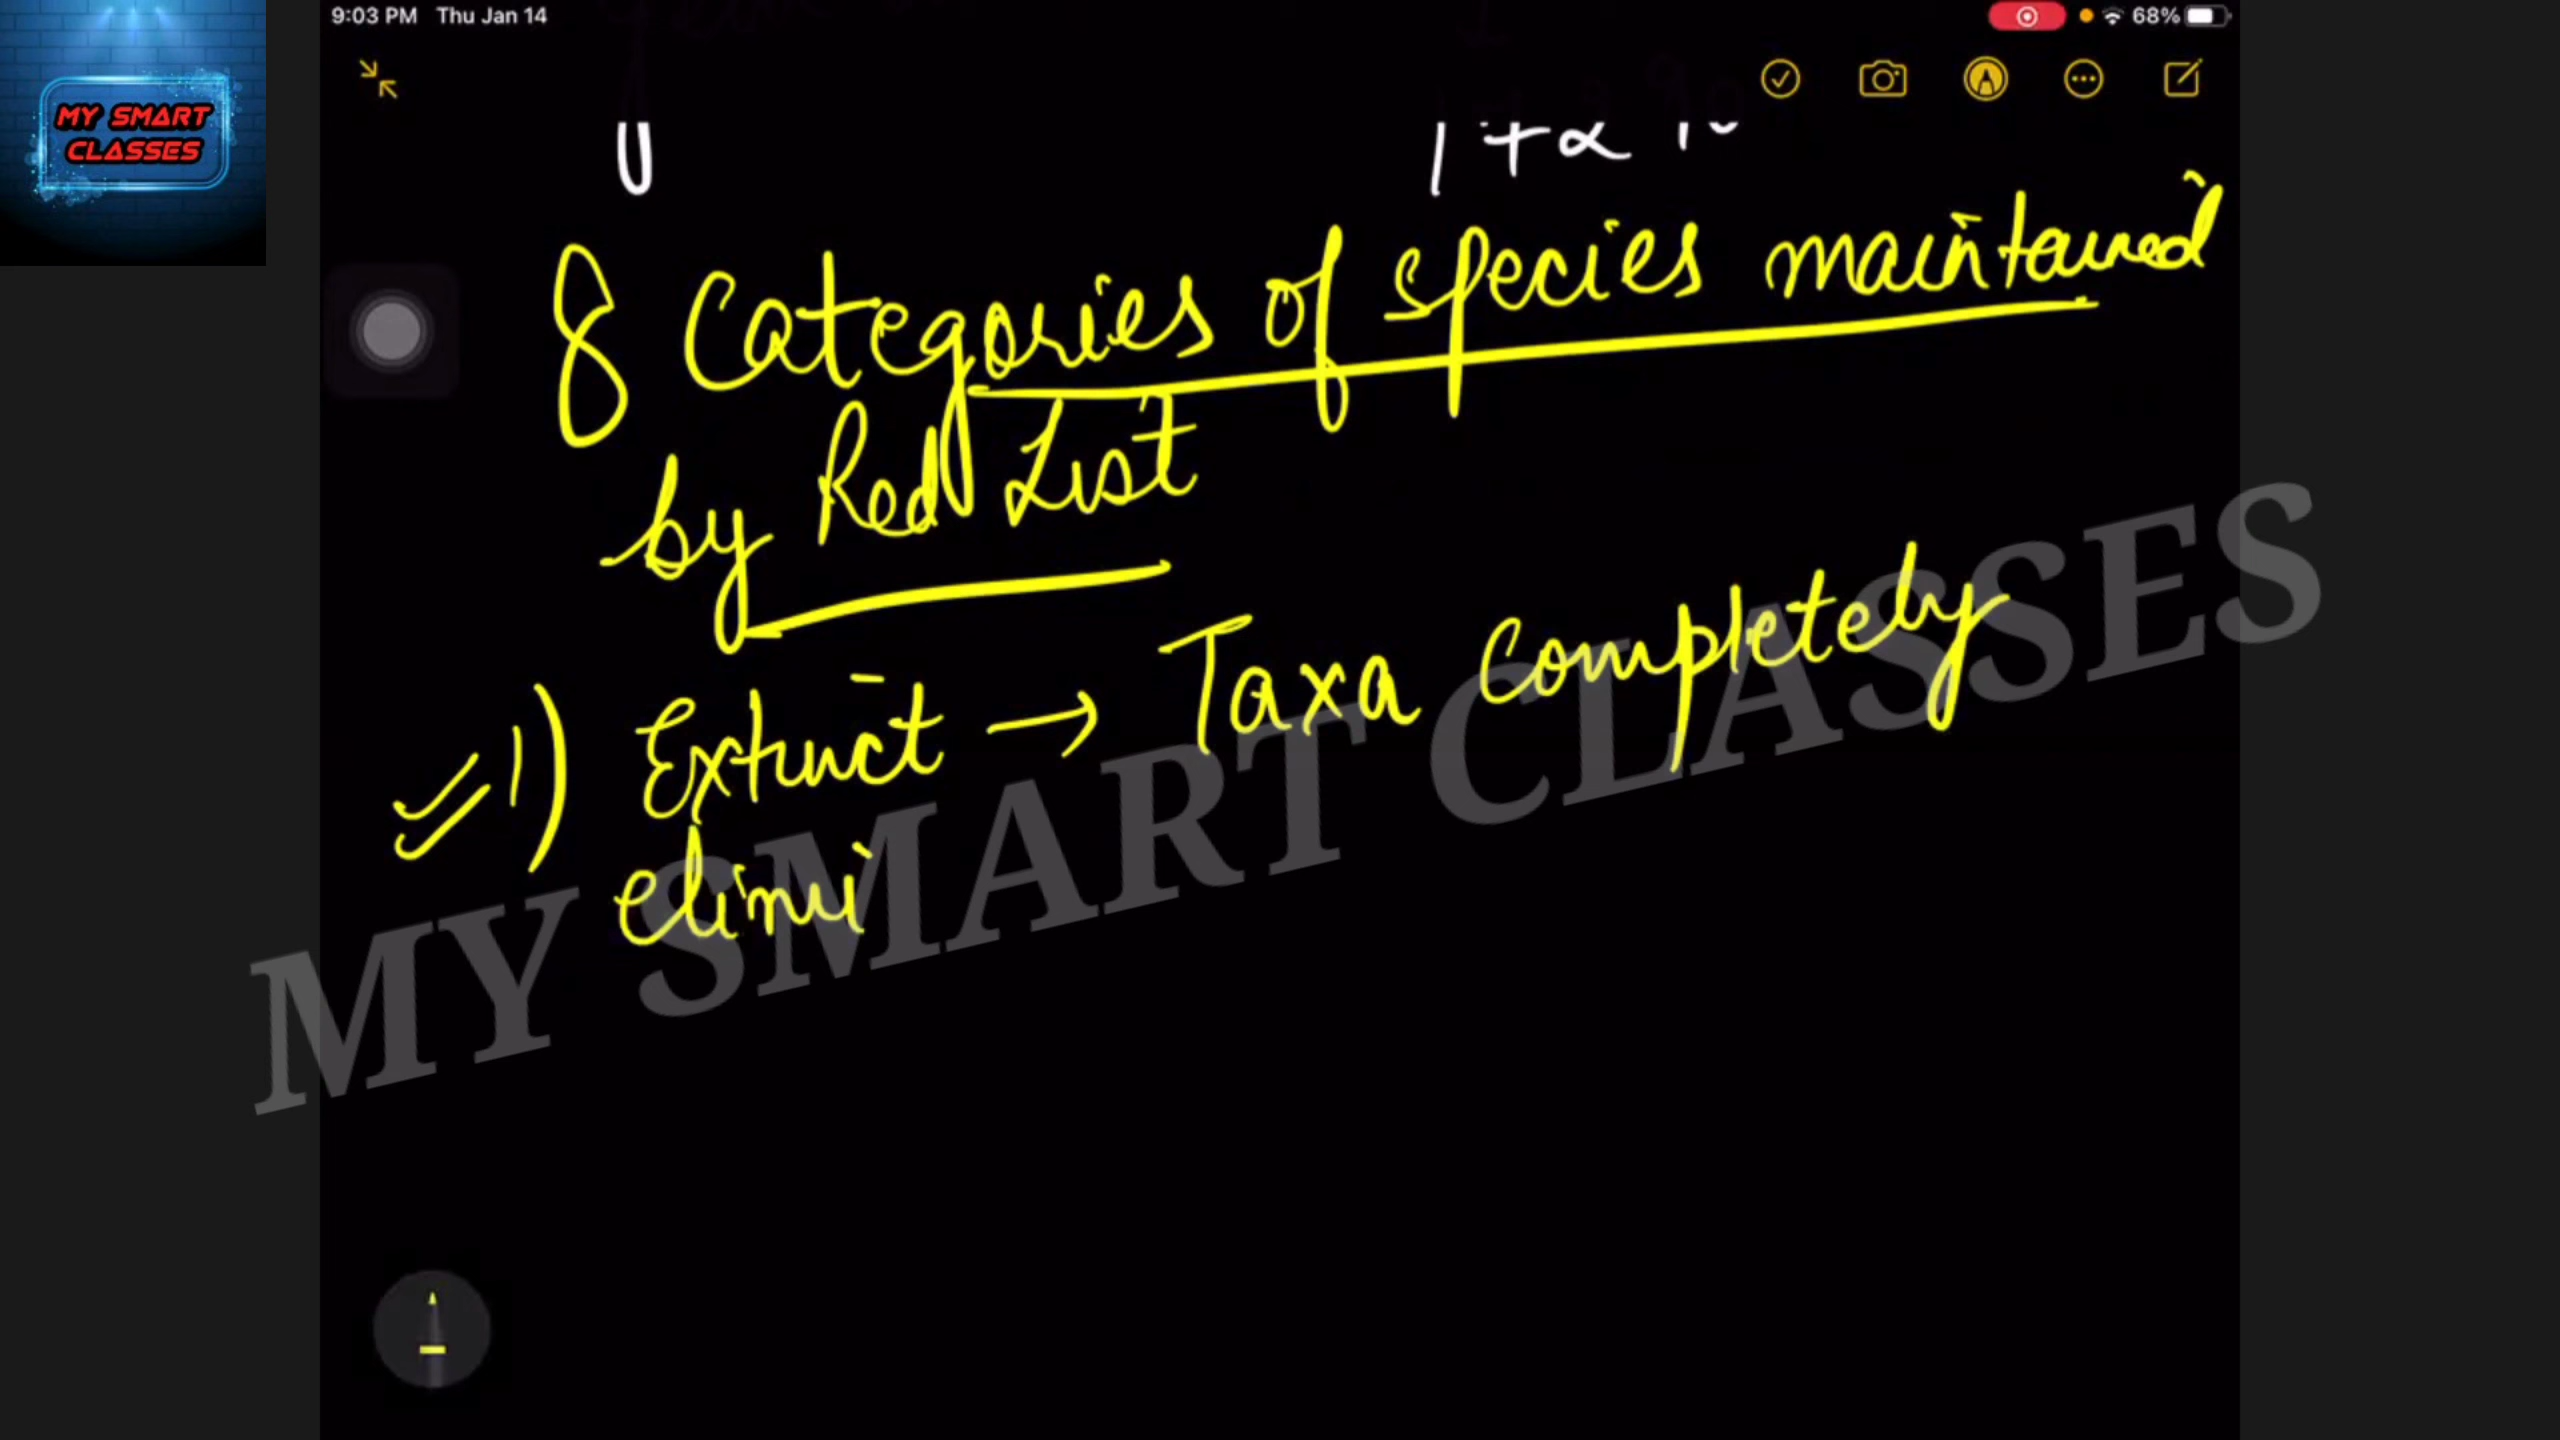 9:03 PM Thu Jan 14
68%
MY SMART
CLASSES
8 Categories of species maintained
by Red List
1) Extinct → Taxa completely
elimi
MY SMART CLASSES